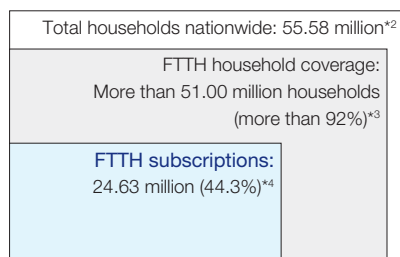 Total households nationwide: 55.58 million*2
FTTH household coverage:
More than 51.00 million households
(more than 92%)*3
FTTH subscriptions:
24.63 million (44.3%)*4